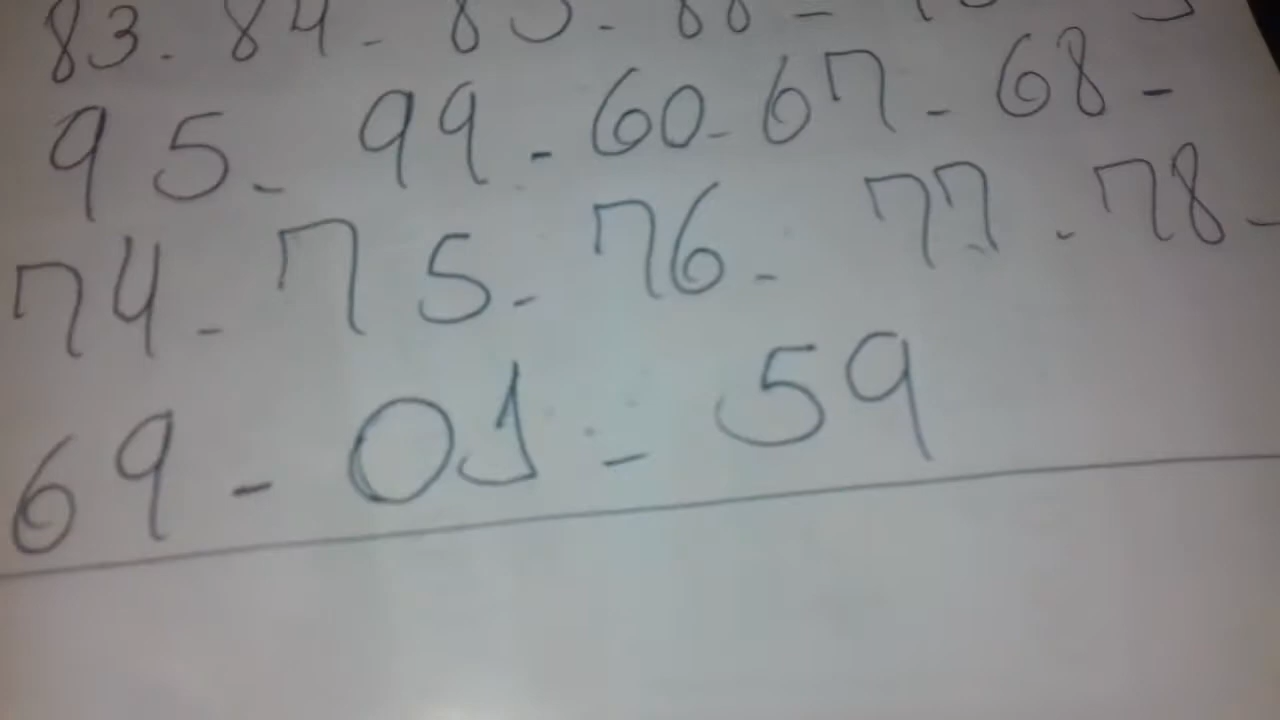 83 - 84 -
95 - 99 - 60 - 67 - 68 -
74 - 75 - 76 - 77 - 78 -
69 - 01 - 59